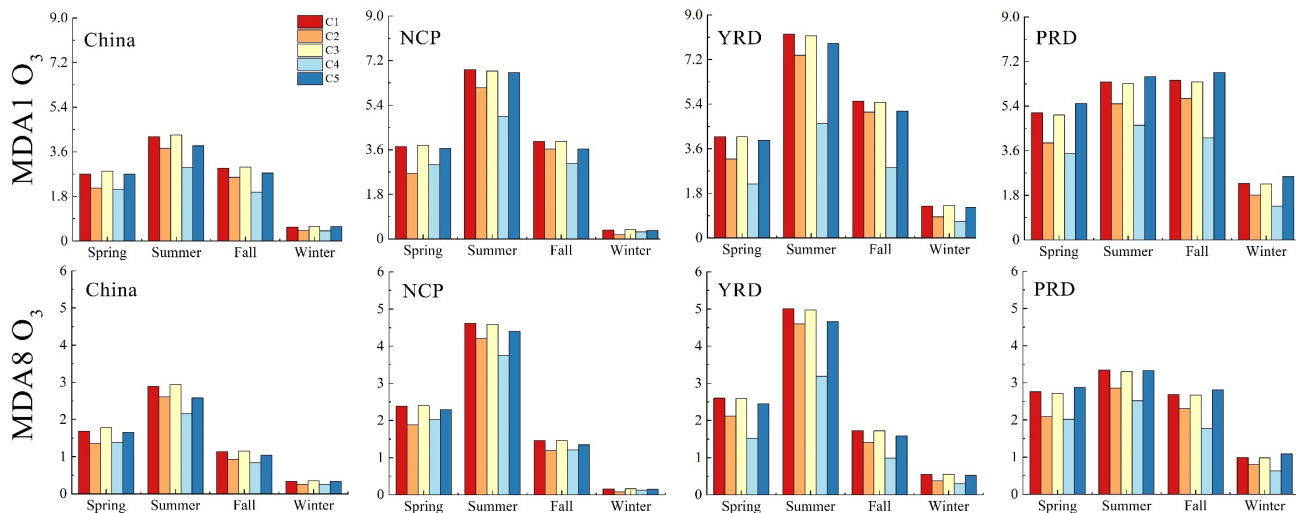 MDA1 O3
9.0
7.2
5.4
3.6
1.8
0
China
C1
C2
C3
C4
C5
Spring Summer Fall Winter
9.0
7.2
5.4
3.6
1.8
0
NCP
Spring Summer Fall Winter
9.0
7.2
5.4
3.6
1.8
0
YRD
Spring Summer Fall Winter
9.0
7.2
5.4
3.6
1.8
0
PRD
Spring Summer Fall Winter
MDA8 O3
6
5
4
3
2
1
0
China
Spring Summer Fall Winter
6
5
4
3
2
1
0
NCP
Spring Summer Fall Winter
6
5
4
3
2
1
0
YRD
Spring Summer Fall Winter
6
5
4
3
2
1
0
PRD
Spring Summer Fall Winter